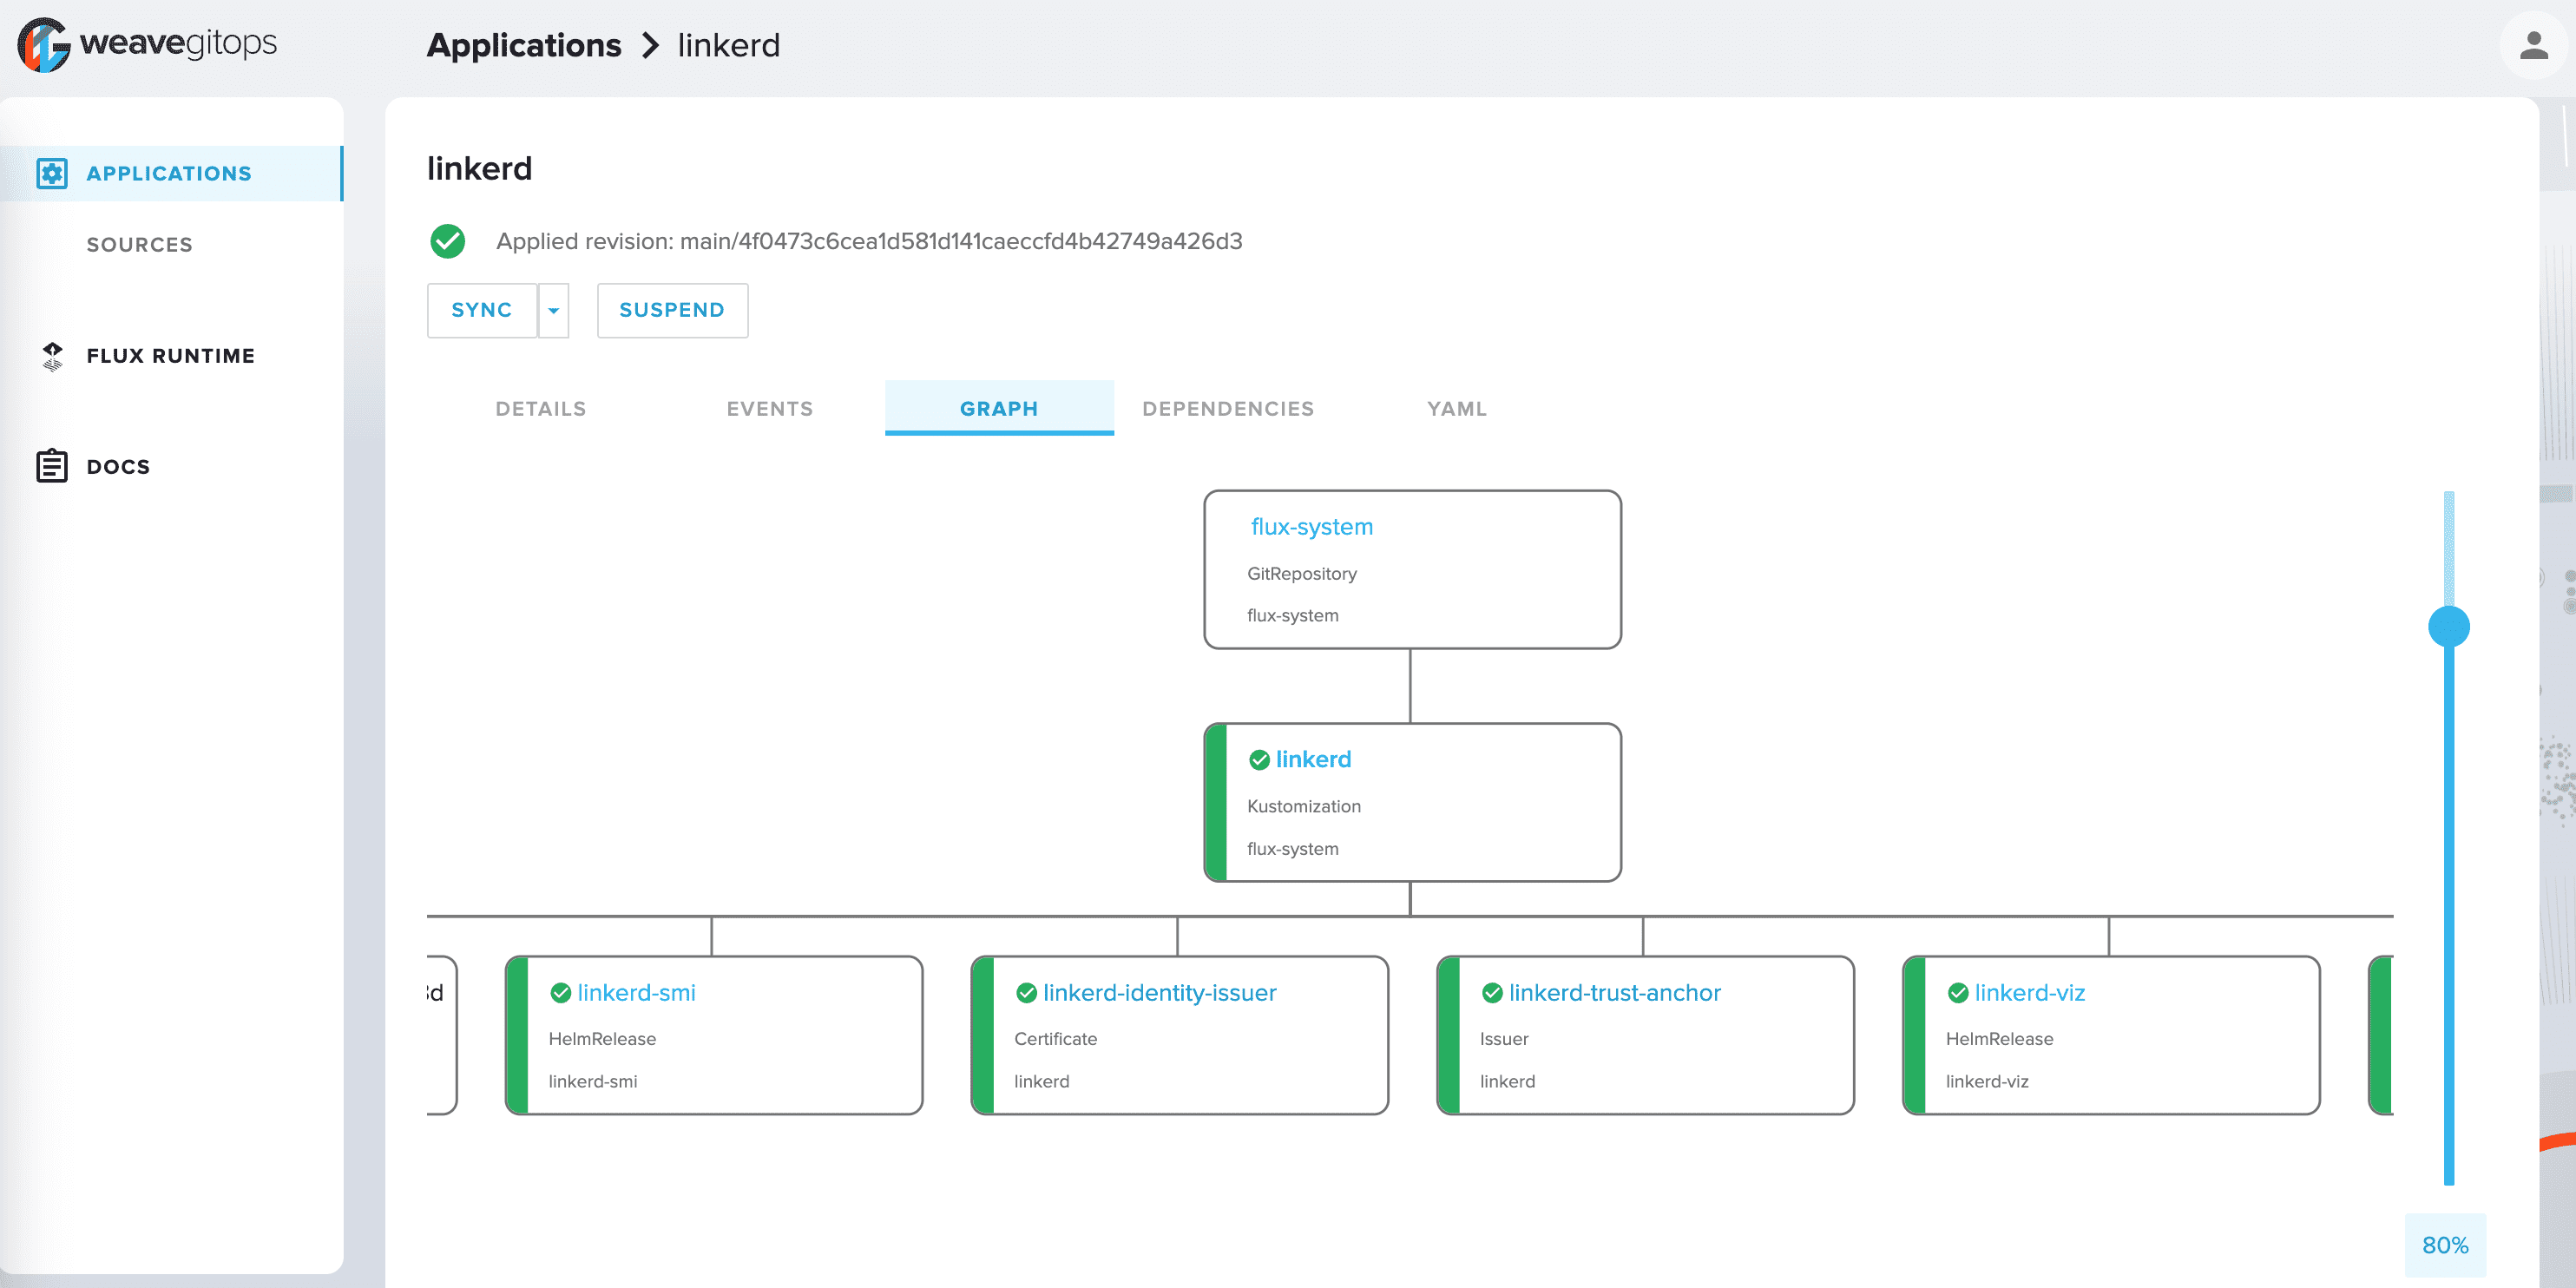 weavegitops
Applications > linkerd
APPLICATIONS
SOURCES
FLUX RUNTIME
DOCS
linkerd
Applied revision: main/4f0473c6cea1d581d141caeccfd4b42749a426d3
SYNC
SUSPEND
DETAILS EVENTS GRAPH DEPENDENCIES YAML
flux-system
GitRepository
flux-system
linkerd
Kustomization
flux-system
linkerd-smi
HelmRelease
linkerd-smi
linkerd-identity-issuer
Certificate
linkerd
linkerd-trust-anchor
Issuer
linkerd
linkerd-viz
HelmRelease
linkerd-viz
80%